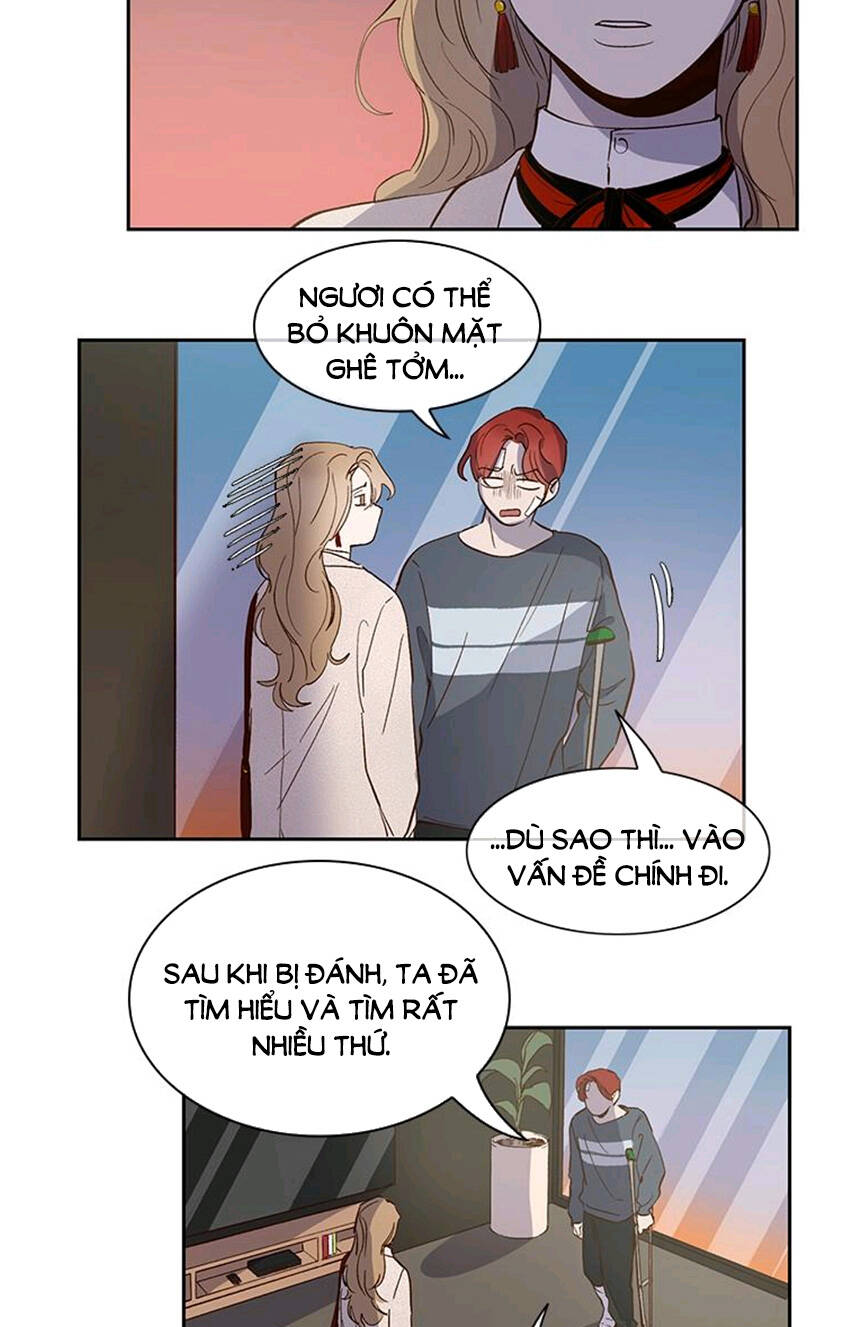 NGƯƠI CÓ THỂ
BỎ KHUÔN MẶT
GHÊ TỞM...
...DÙ SAO THÌ... VÀO
VẤN ĐỀ CHÍNH ĐI.
SAU KHI BỊ ĐÁNH, TA ĐÃ
TÌM HIỂU VÀ TÌM RẤT
NHIỀU THỨ.